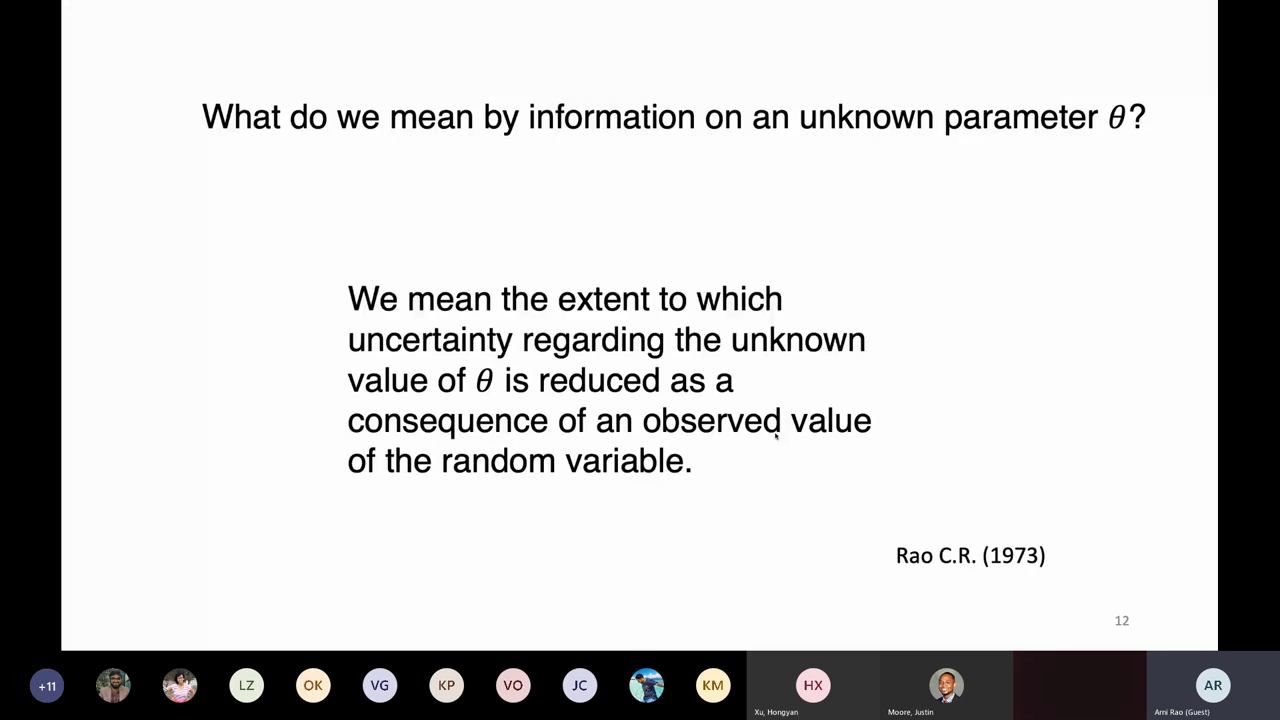 What do we mean by information on an unknown parameter θ?
We mean the extent to which
uncertainty regarding the unknown
value of θ is reduced as a
consequence of an observed value
of the random variable.
Rao C.R. (1973)
12
+11
LZ
OK
VG
KP
VO
JC
KM
HX
AR
Xu, Hongyan
Moore, Justin
Arni Rao (Guest)